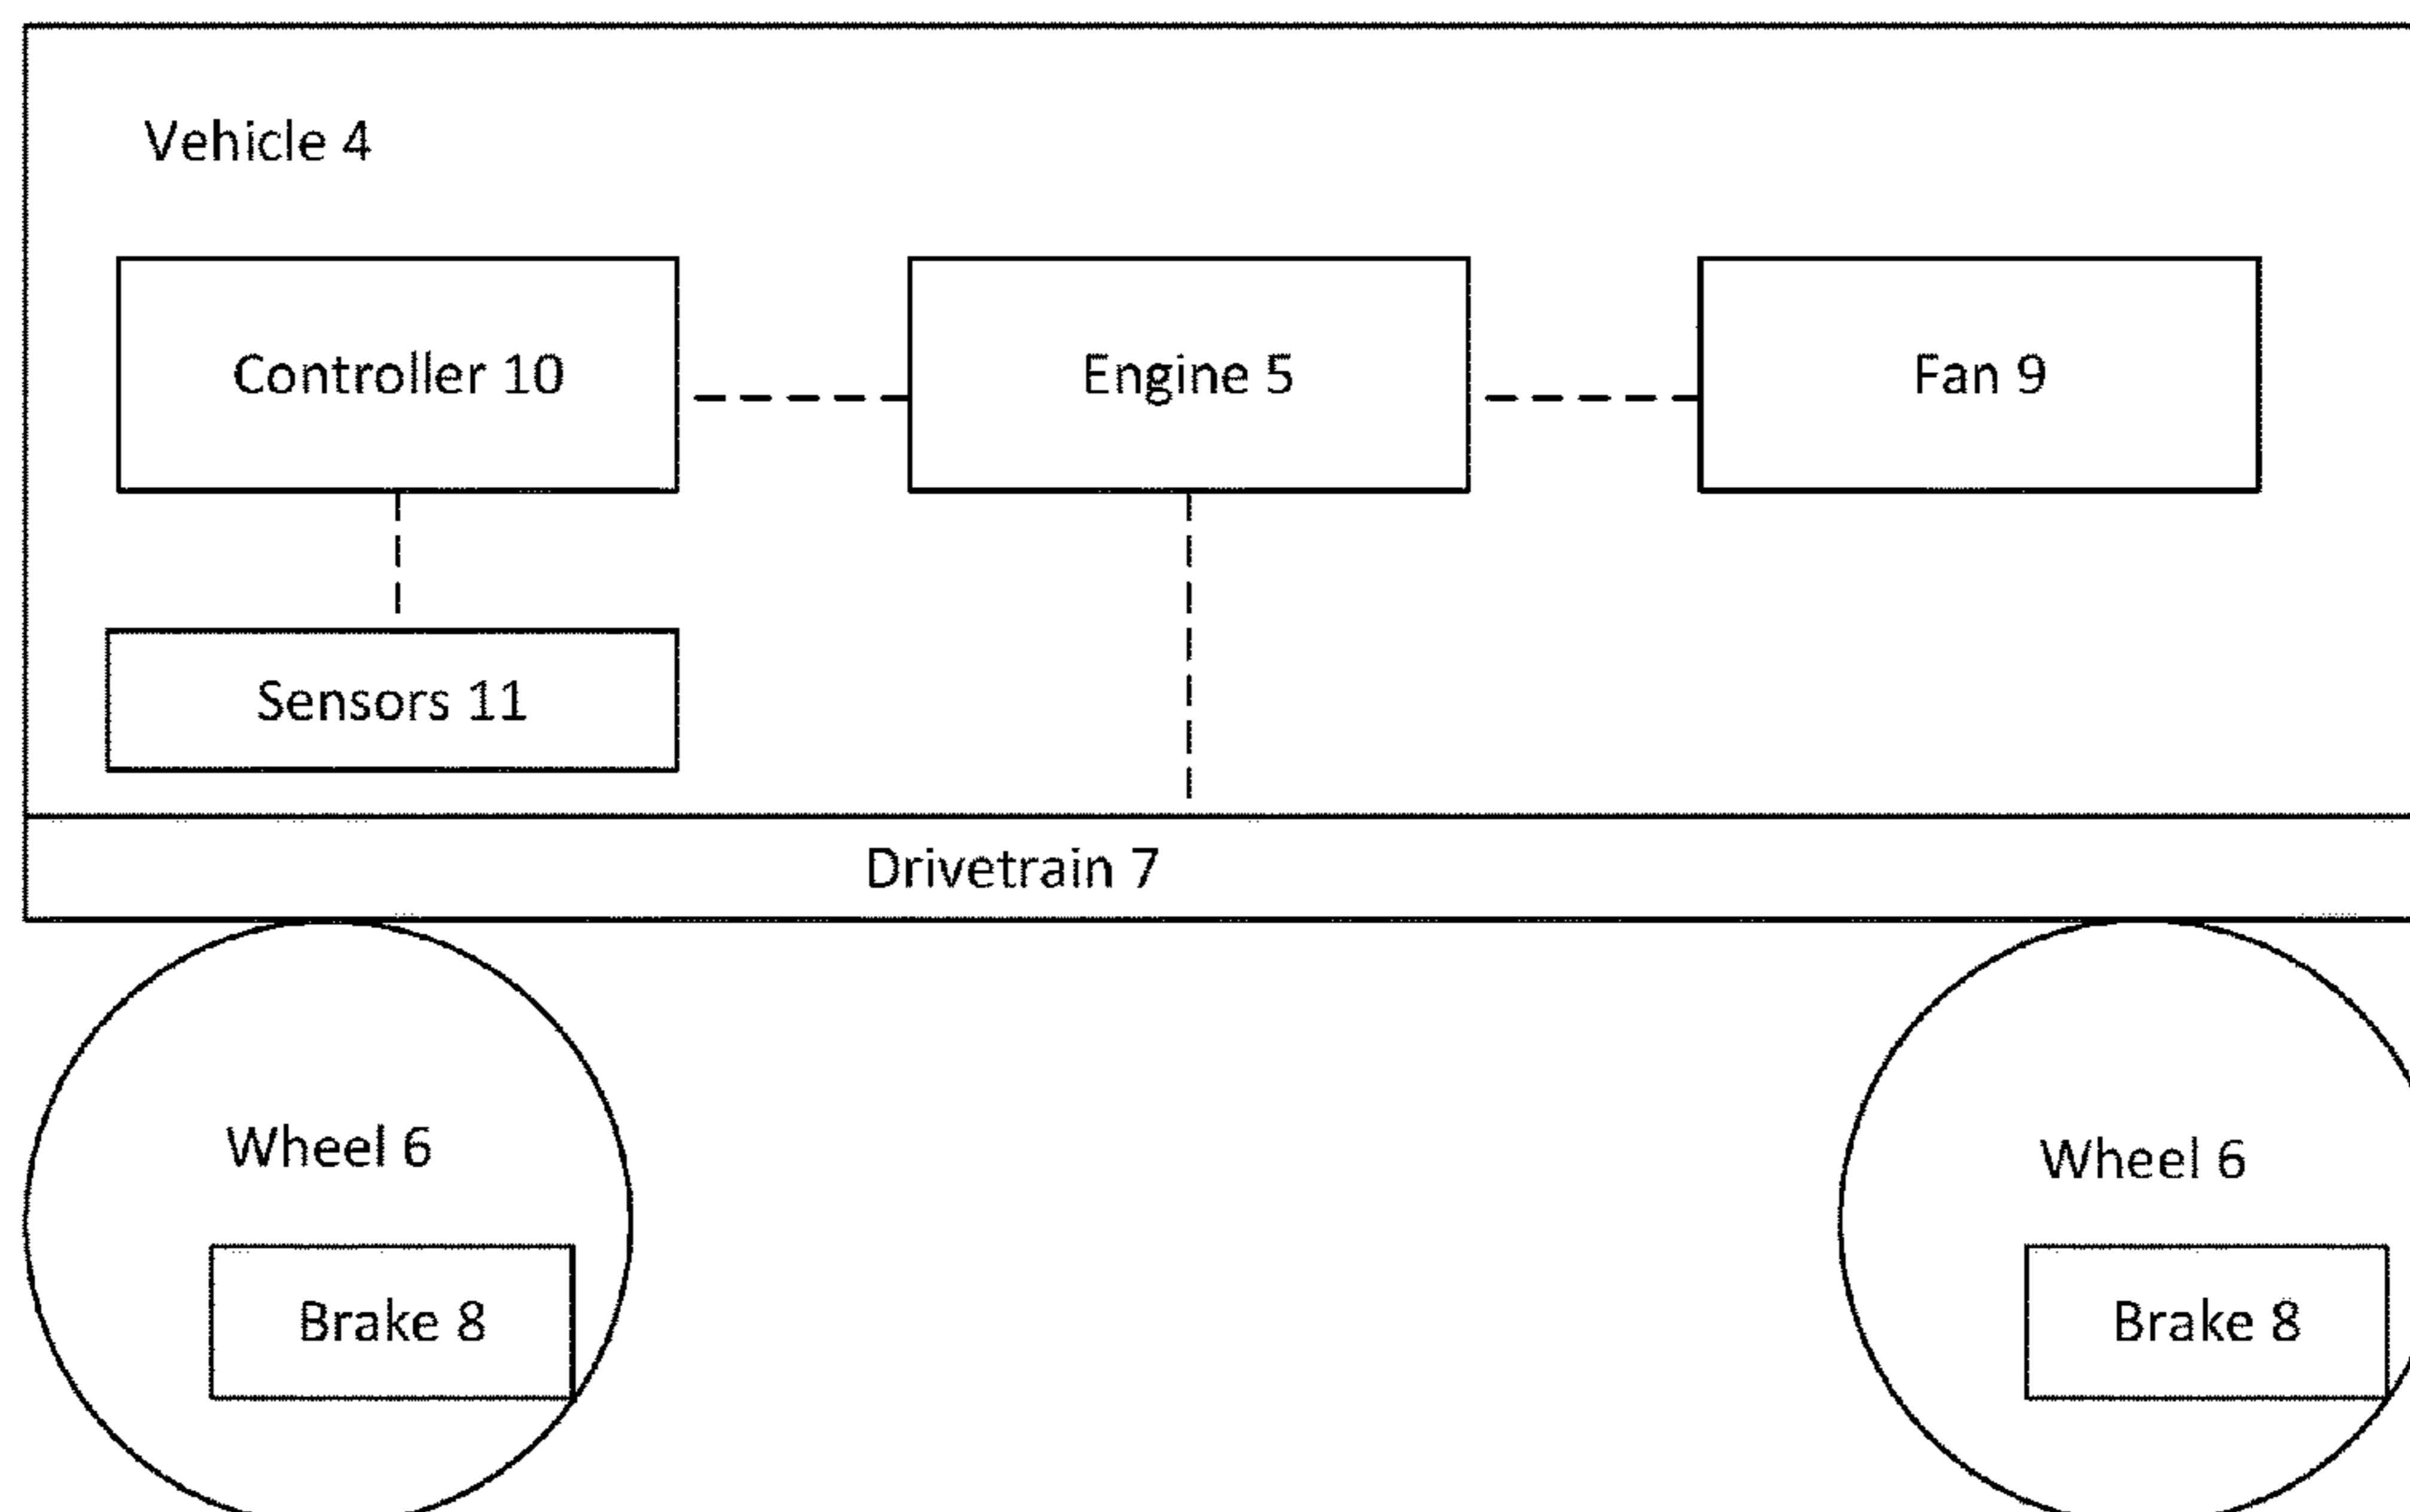 Vehicle 4
Controller 10
Engine 5
Fan 9
Sensors 11
Drivetrain 7
Wheel 6
Wheel 6
Brake 8
Brake 8